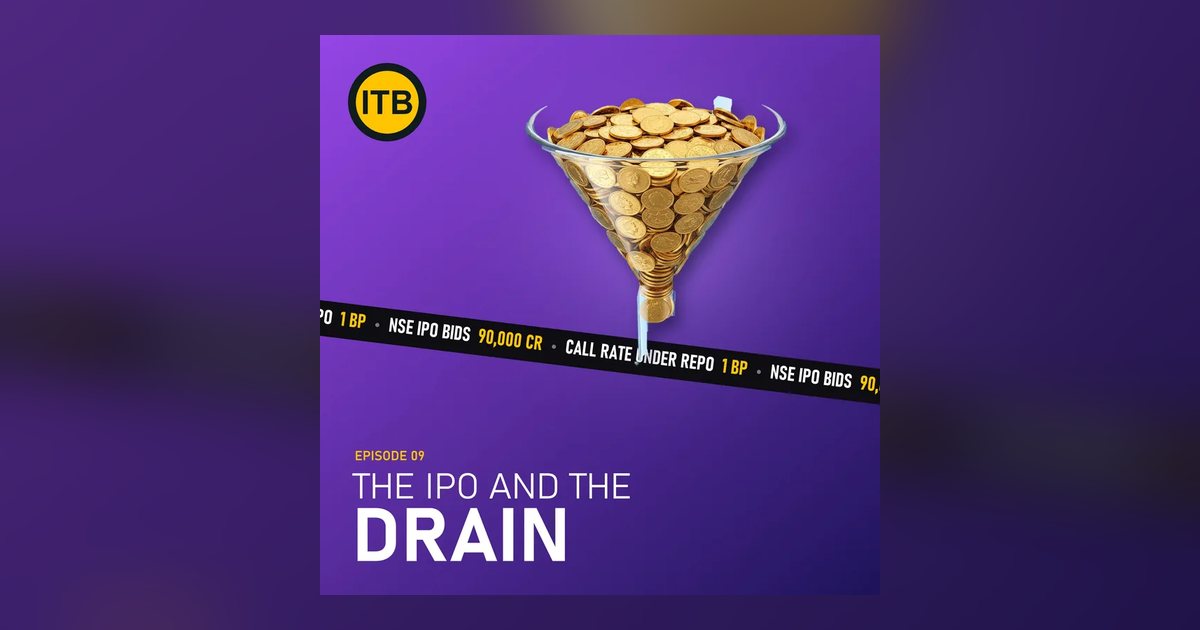 ITB
PO 1 BP • NSE IPO BIDS 90,000 CR • CALL RATE UNDER REPO 1 BP • NSE IPO BIDS 90,
EPISODE 09
THE IPO AND THE
DRAIN